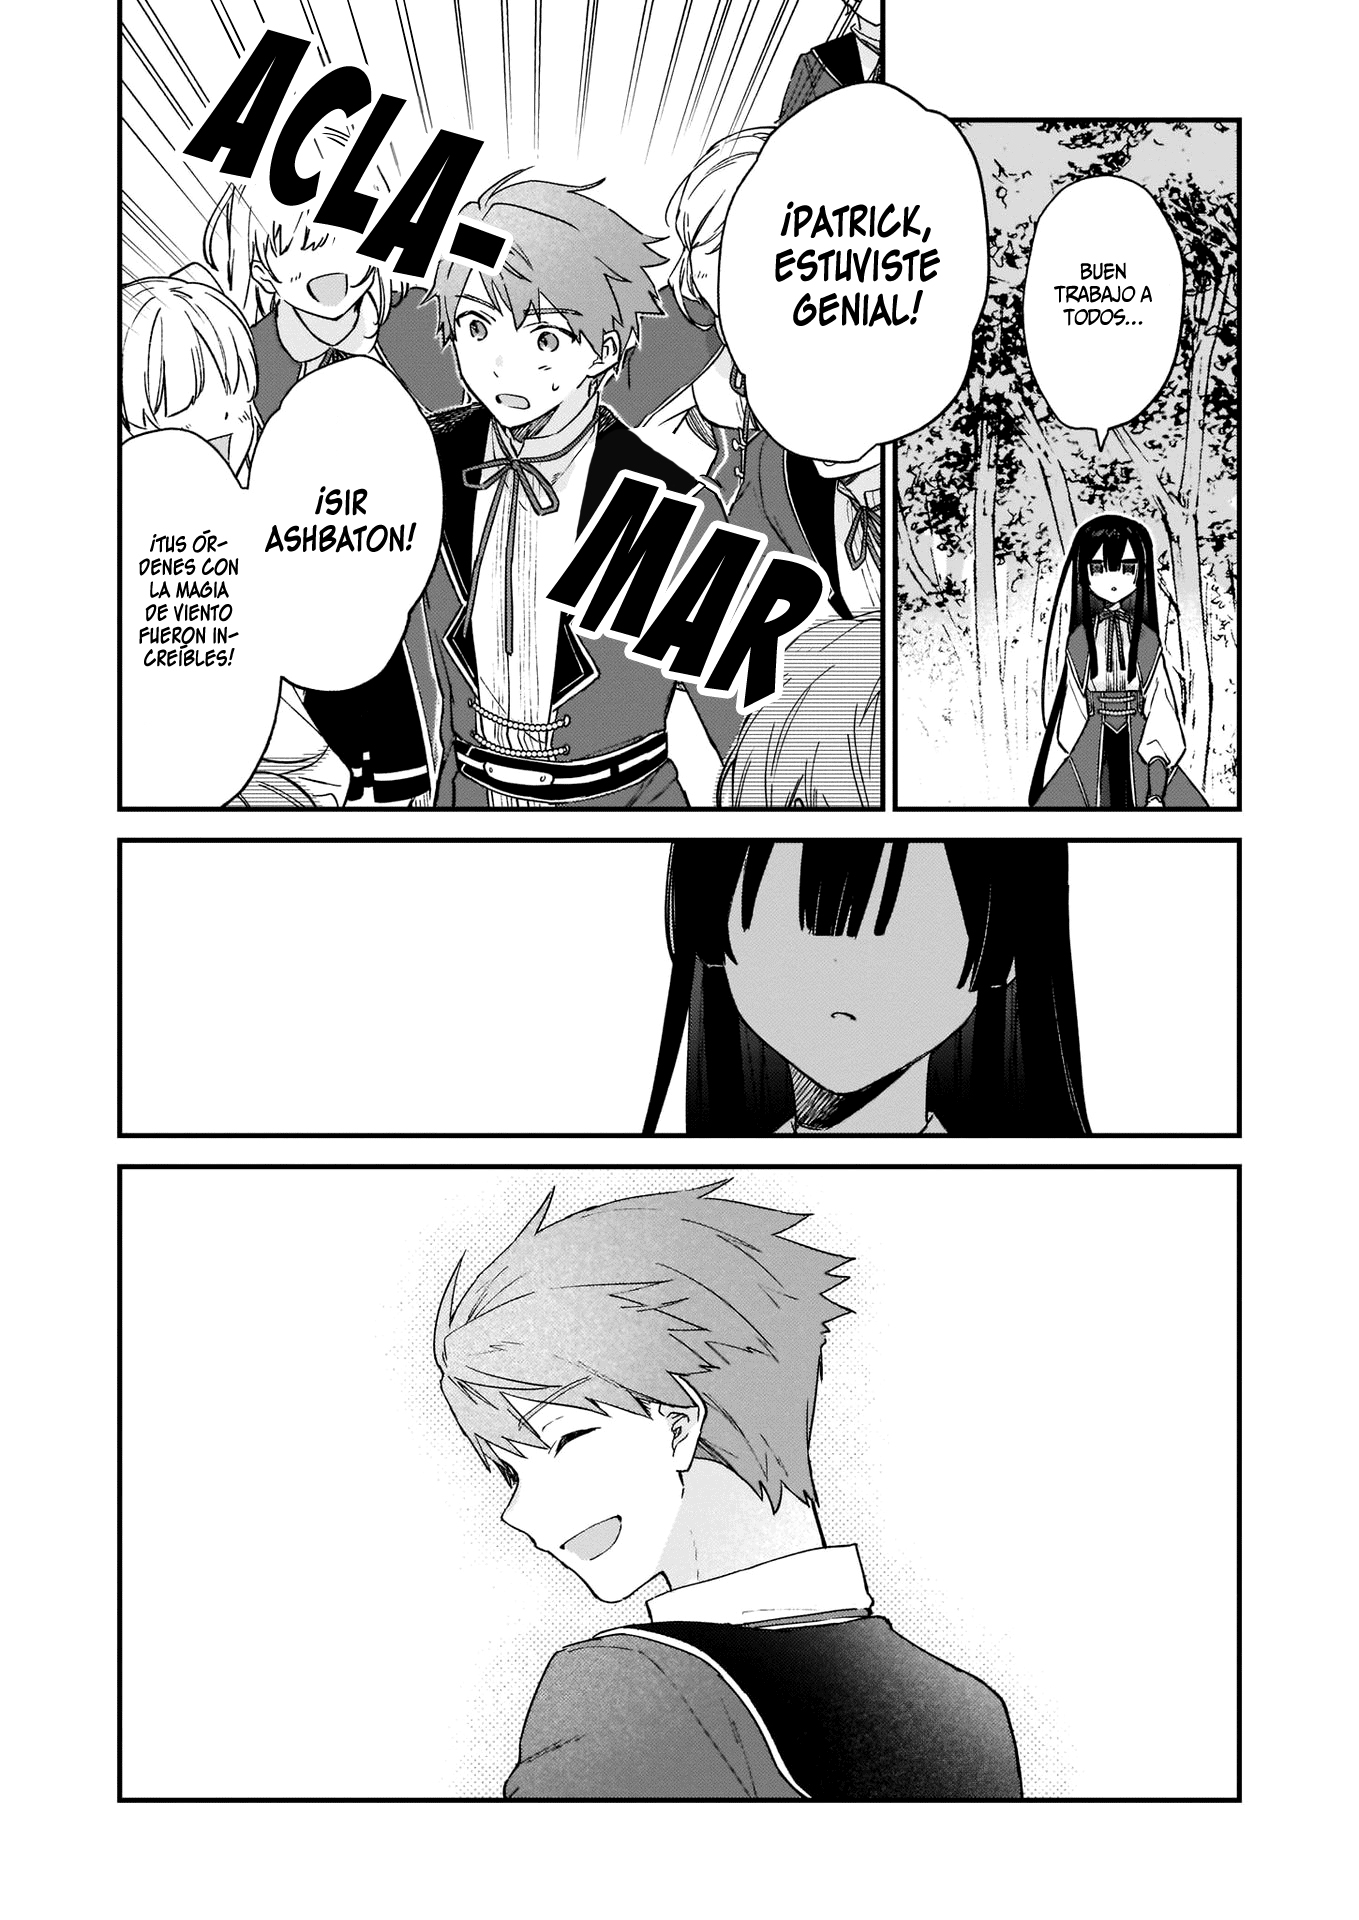 BUEN
TRABAJO A
TODOS...
¡PATRICK,
ESTUVISTE
GENIAL!
ACLA-
MAR
¡SIR
ASHBATON!
¡TUS ÓR-
DENES CON
LA MAGIA
DE VIENTO
FUERON IN-
CREÍBLES!